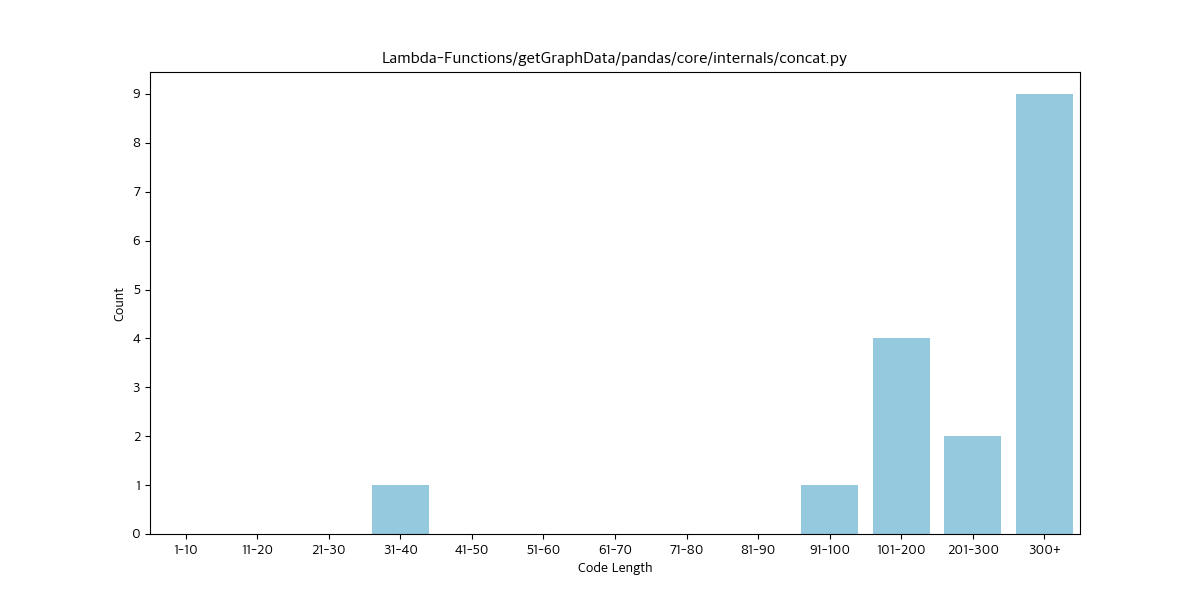 Lambda-Functions/getGraphData/pandas/core/internals/concat.py
9
8
7
6
5
4
3
2
1
0
Count
1-10 11-20 21-30 31-40 41-50 51-60 61-70 71-80 81-90 91-100 101-200 201-300 300+
Code Length